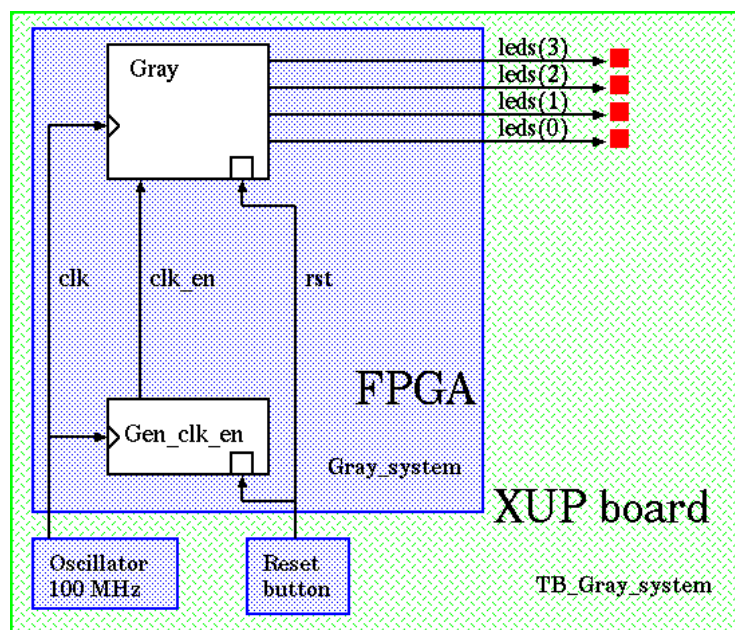 leds(3)
Gray
leds(2)
leds(1)
leds(0)
clk
clk_en
rst
FPGA
Gen_clk_en
Gray_system
XUP board
Oscillator
100 MHz
Reset
button
TB_Gray_system